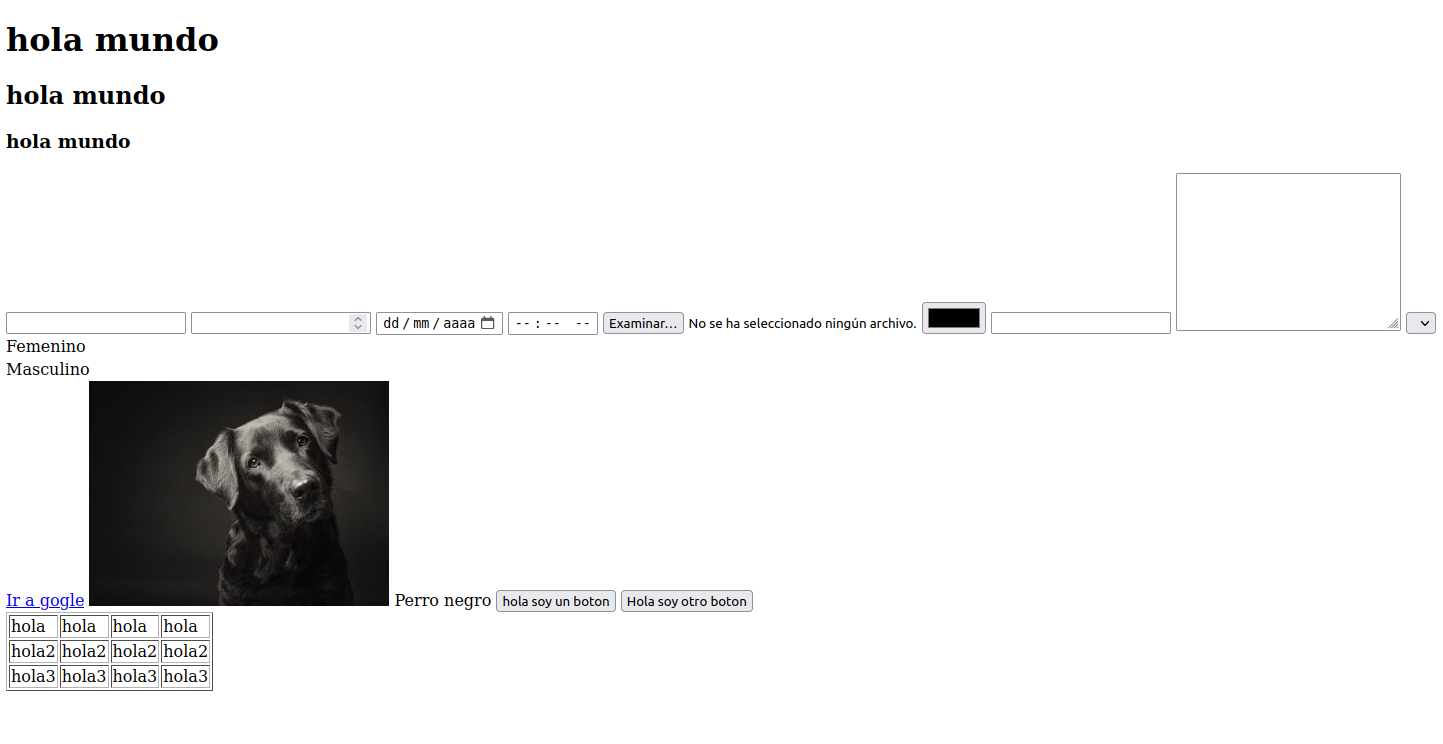 hola mundo
hola mundo
hola mundo
dd/mm/aaaa --:-- -- Examinar... No se ha seleccionado ningún archivo.
Femenino
Masculino
Ir a gogle Perro negro hola soy un boton Hola soy otro boton
hola hola hola hola
hola2 hola2 hola2 hola2
hola3 hola3 hola3 hola3